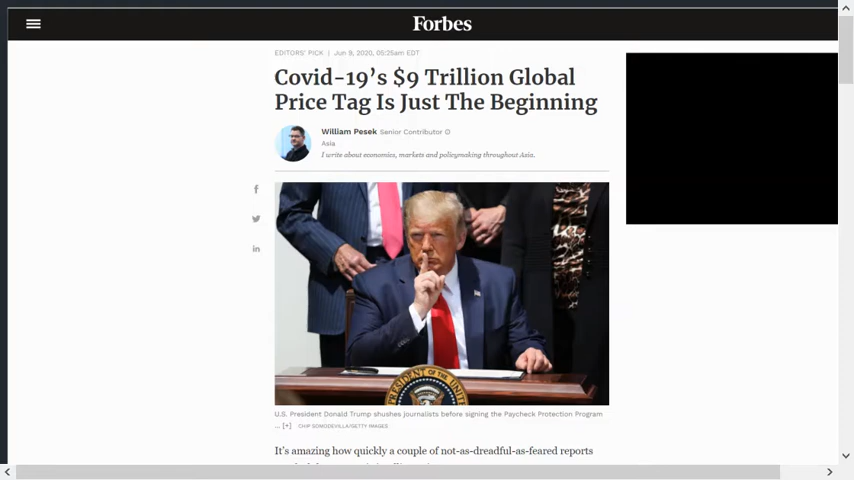 Forbes
EDITORS' PICK | Jun 9, 2020, 05:25am EDT
Covid-19's $9 Trillion Global
Price Tag Is Just The Beginning
William Pesek Senior Contributor
Asia
I write about economics, markets and policymaking throughout Asia.
U.S. President Donald Trump shushes journalists before signing the Paycheck Protection Program
... [+] CHIP SOMODEVILLA/GETTY IMAGES
It's amazing how quickly a couple of not-as-dreadful-as-feared reports